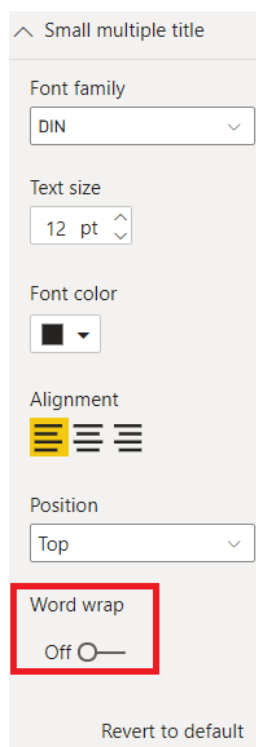 Small multiple title
Font family
DIN
Text size
12 pt
Font color
Alignment
Position
Top
Word wrap
Off
Revert to default